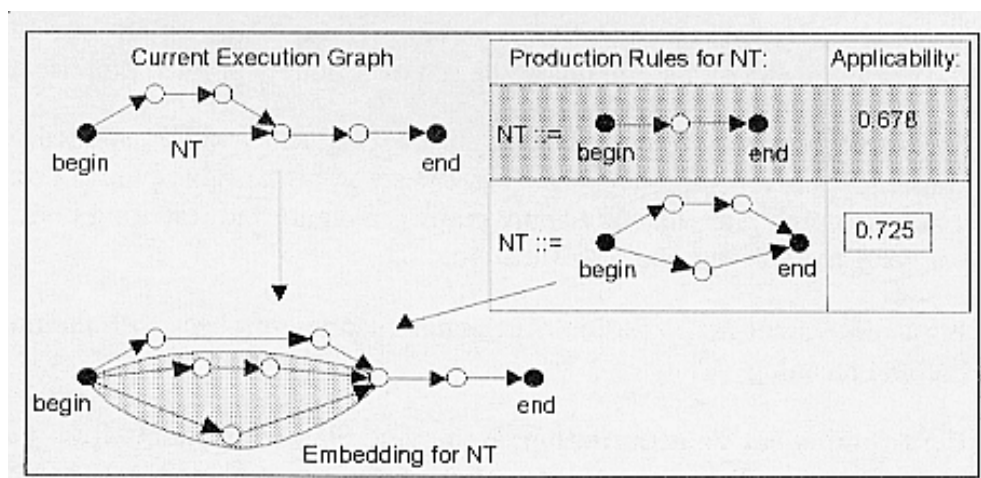 Current Execution Graph
begin
NT
end
Production Rules for NT:
Applicability:
NT ::=
begin
end
0.678
NT ::=
begin
end
0.725
begin
end
Embedding for NT